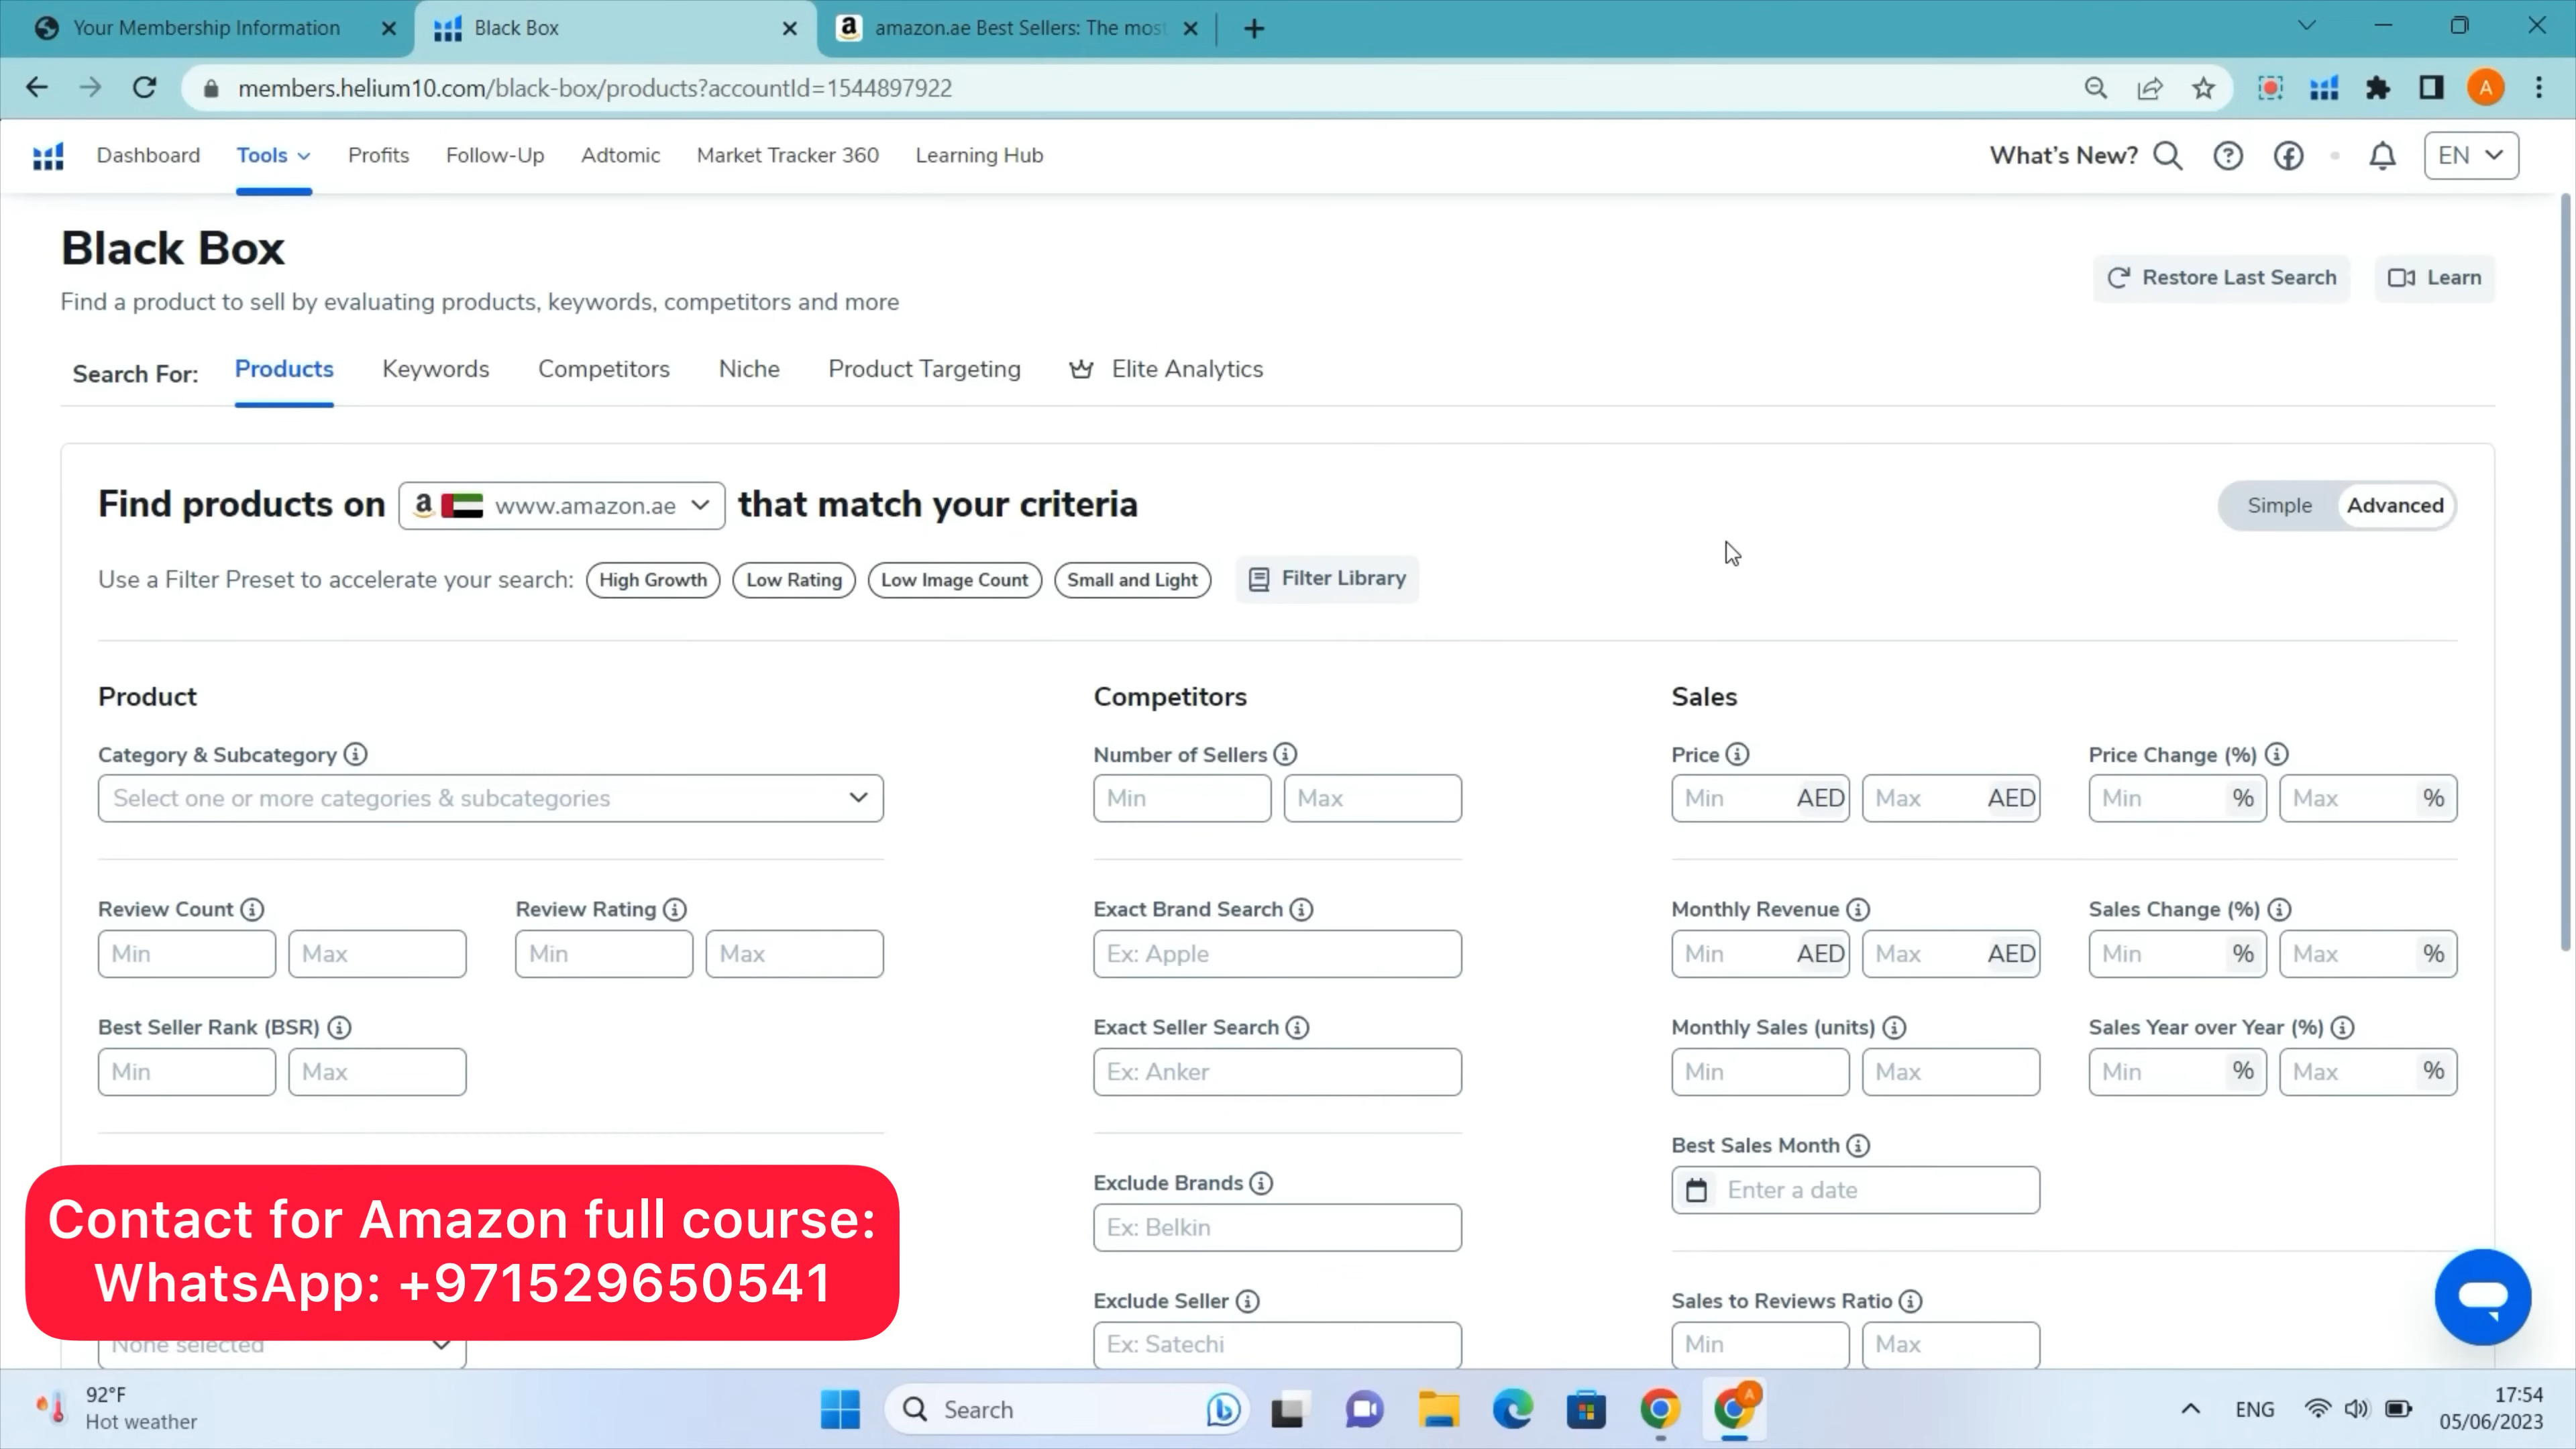 Your Membership Information
Black Box
amazon.ae Best Sellers: The most
members.helium10.com/black-box/products?accountId=1544897922
A
Dashboard Tools Profits Follow-Up Adtomic Market Tracker 360 Learning Hub
What's New?
EN
Black Box
Find a product to sell by evaluating products, keywords, competitors and more
Restore Last Search
Learn
Search For: Products Keywords Competitors Niche Product Targeting Elite Analytics
Find products on www.amazon.ae that match your criteria
Simple Advanced
Use a Filter Preset to accelerate your search: High Growth Low Rating Low Image Count Small and Light Filter Library
Product
Category & Subcategory
Select one or more categories & subcategories
Review Count
Min Max
Review Rating
Min Max
Best Seller Rank (BSR)
Min Max
None selected
Competitors
Number of Sellers
Min Max
Exact Brand Search
Ex: Apple
Exact Seller Search
Ex: Anker
Exclude Brands
Ex: Belkin
Exclude Seller
Ex: Satechi
Sales
Price
Min AED Max AED
Price Change (%)
Min % Max %
Monthly Revenue
Min AED Max AED
Sales Change (%)
Min % Max %
Monthly Sales (units)
Min Max
Sales Year over Year (%)
Min % Max %
Best Sales Month
Enter a date
Sales to Reviews Ratio
Min Max
Contact for Amazon full course:
WhatsApp: +971529650541
92°F
Hot weather
Search
A
ENG
17:54
05/06/2023